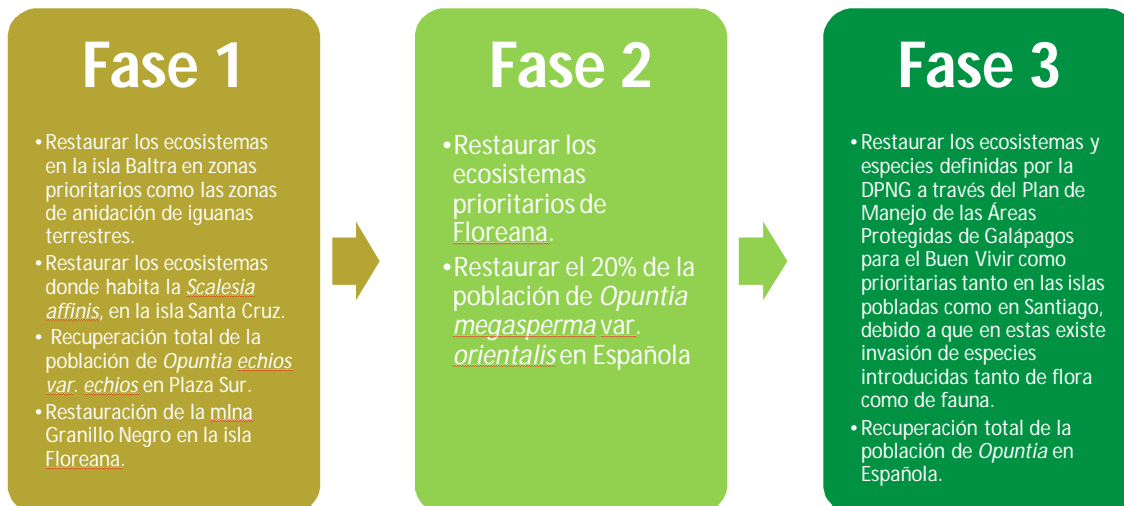 Fase 1
•Restaurar los ecosistemas
en la isla Baltra en zonas
prioritarios como las zonas
de anidación de iguanas
terrestres.
•Restaurar los ecosistemas
donde habita la Scalesia
affinis, en la isla Santa Cruz.
• Recuperación total de la
población de Opuntia echios
var. echios en Plaza Sur.
•Restauración de la mIna
Granillo Negro en la isla
Floreana.
Fase 2
•Restaurar los
ecosistemas
prioritarios de
Floreana.
•Restaurar el 20% de la
población de Opuntia
megasperma var.
orientalis en Española
Fase 3
•Restaurar los ecosistemas y
especies definidas por la
DPNG a través del Plan de
Manejo de las Áreas
Protegidas de Galápagos
para el Buen Vivir como
prioritarias tanto en las islas
pobladas como en Santiago,
debido a que en estas existe
invasión de especies
introducidas tanto de flora
como de fauna.
•Recuperación total de la
población de Opuntia en
Española.